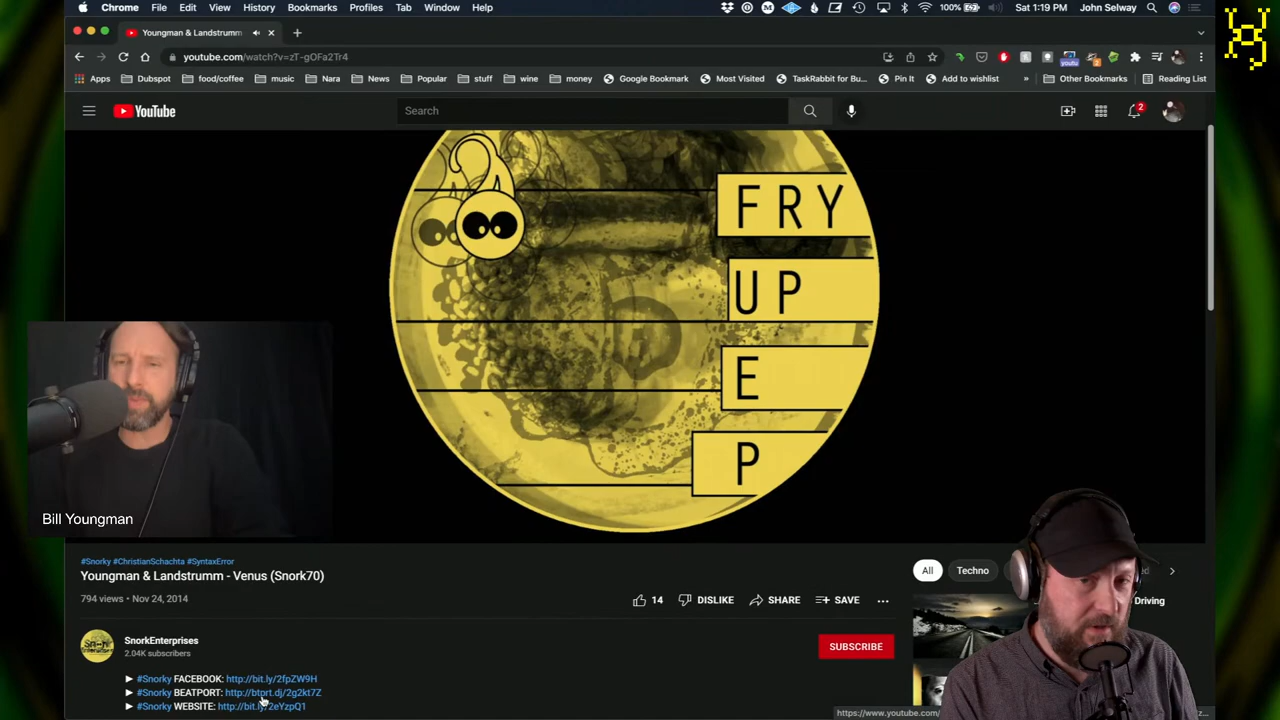 Chrome File Edit View History Bookmarks Profiles Tab Window Help 100% Sat 1:19 PM John Selway
Youngman & Landstrumm
youtube.com/watch?v=zT-gOFa2Tr4
Apps Dubspot food/coffee music Nara News Popular stuff wine money Google Bookmark Most Visited TaskRabbit for Bu... Pin It Add to wishlist » Other Bookmarks Reading List
YouTube Search 2
FRY
UP
E
P
Bill Youngman
#Snorky #ChristianSchachta #SyntaxError
Youngman & Landstrumm - Venus (Snork70)
794 views • Nov 24, 2014
14 DISLIKE SHARE SAVE ...
All Techno
Driving
SnorkEnterprises
2.04K subscribers
SUBSCRIBE
► #Snorky FACEBOOK: http://bit.ly/2fpZW9H
► #Snorky BEATPORT: http://btprt.dj/2g2kt7Z
► #Snorky WEBSITE: http://bit.ly/2eYzpQ1
https://www.youtube.com/